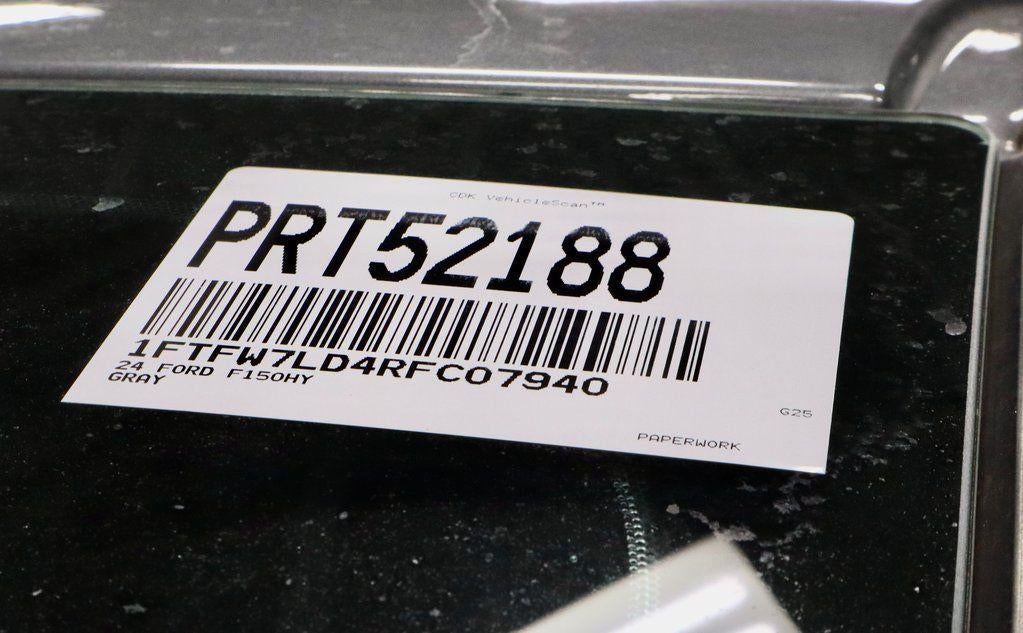 CDK VehicleScan™
PRT52188
1FTFW7LD4RFC07940
24 FORD F150HY
GRAY
G25
PAPERWORK